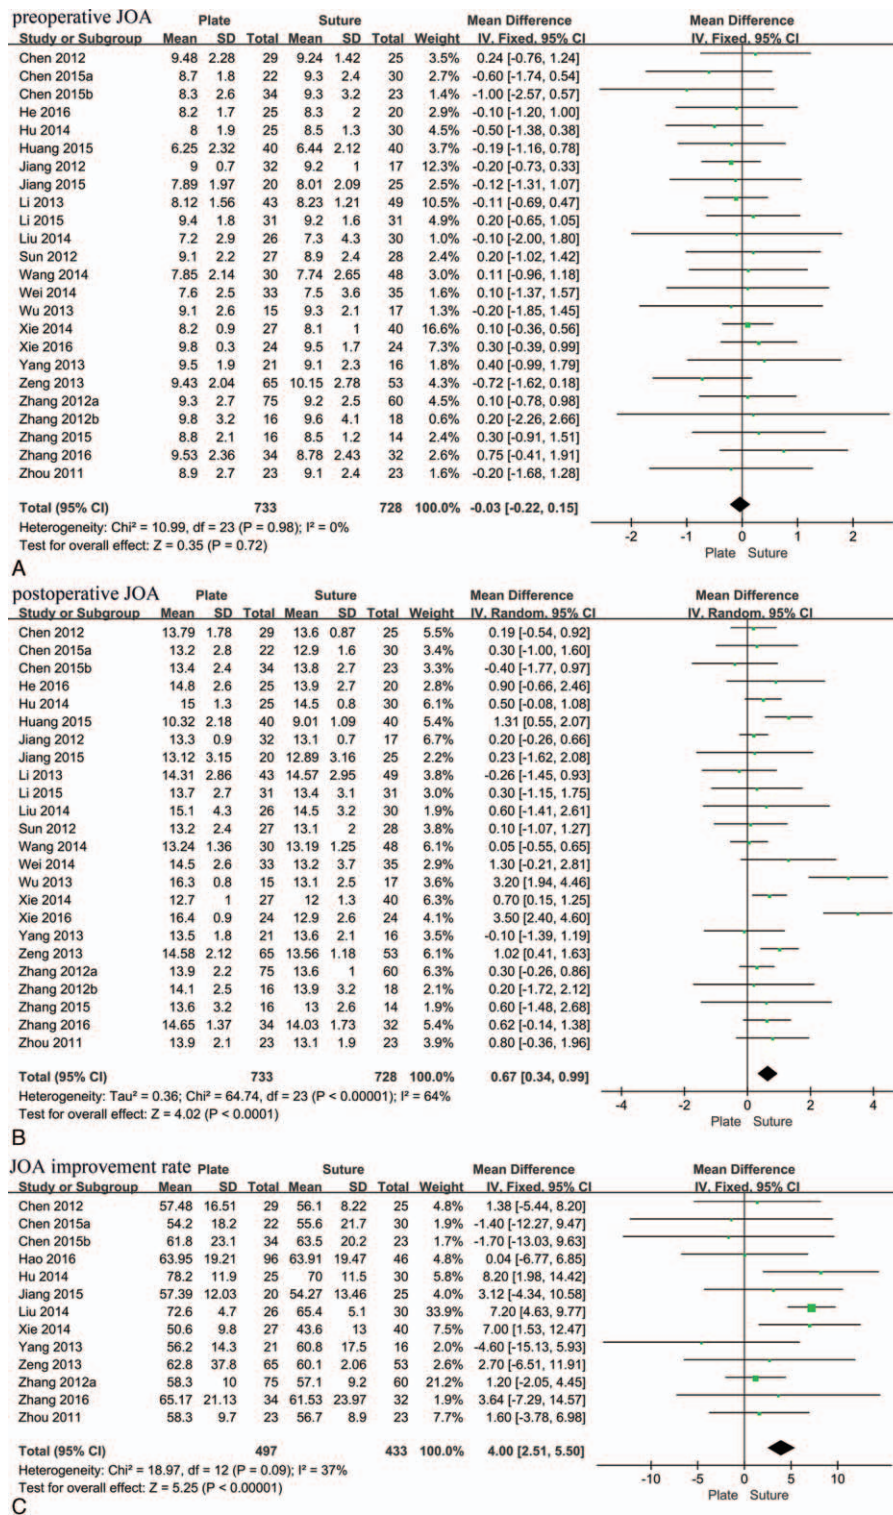 preoperative JOA Plate Suture Mean Difference Mean Difference
Study or Subgroup Mean SD Total Mean SD Total Weight IV, Fixed, 95% CI IV, Fixed, 95% CI
Chen 2012 9.48 2.28 29 9.24 1.42 25 3.5% 0.24 [-0.76, 1.24]
Chen 2015a 8.7 1.8 22 9.3 2.4 30 2.6% -0.60 [-1.74, 0.54]
Chen 2015b 8.3 2.6 34 9.3 3.2 23 1.4% -1.00 [-2.57, 0.57]
He 2016 8.2 1.7 25 8.3 2 20 2.9% -0.10 [-1.20, 1.00]
Hu 2014 8 1.9 25 8.5 1.3 30 4.5% -0.50 [-1.38, 0.38]
Huang 2015 6.25 2.32 40 6.44 2.12 40 3.7% -0.19 [-1.16, 0.78]
Jiang 2012 9 0.7 32 9.2 1 17 12.3% -0.20 [-0.73, 0.33]
Jiang 2015 7.89 1.97 20 8.01 2.09 25 2.4% -0.12 [-1.31, 1.07]
Li 2013 8.12 1.56 43 8.23 1.21 49 10.5% -0.11 [-0.69, 0.47]
Li 2015 9.4 1.8 31 9.2 1.6 31 4.9% 0.20 [-0.65, 1.05]
Liu 2014 7.2 2.9 26 7.3 4.3 30 1.0% -0.10 [-2.00, 1.80]
Sun 2012 9.1 2.2 27 8.9 2.4 28 2.4% 0.20 [-1.02, 1.42]
Wang 2014 7.85 2.14 30 7.74 2.65 48 3.0% 0.11 [-0.96, 1.18]
Wei 2014 7.6 2.5 33 7.5 3.6 35 1.6% 0.10 [-1.37, 1.57]
Wu 2013 9.1 2.6 15 9.3 2.1 17 1.3% -0.20 [-1.85, 1.45]
Xie 2014 8.2 0.9 27 8.1 1 40 16.6% 0.10 [-0.36, 0.56]
Xie 2016 9.8 0.3 24 9.5 1.7 24 7.3% 0.30 [-0.39, 0.99]
Yang 2013 9.5 1.9 21 9.1 2.3 16 1.8% 0.40 [-0.99, 1.79]
Zeng 2013 9.43 2.04 65 10.15 2.78 53 4.3% -0.72 [-1.62, 0.18]
Zhang 2012a 9.3 2.7 75 9.2 2.5 60 4.5% 0.10 [-0.78, 0.98]
Zhang 2012b 9.8 3.2 16 9.6 4.1 18 0.6% 0.20 [-2.26, 2.66]
Zhang 2015 8.8 2.1 16 8.5 1.2 14 2.4% 0.30 [-0.91, 1.51]
Zhang 2016 9.53 2.36 34 8.78 2.43 32 2.6% 0.75 [-0.41, 1.91]
Zhou 2011 8.9 2.7 23 9.1 2.4 23 1.6% -0.20 [-1.68, 1.28]
Total (95% CI) 733 728 100.0% -0.03 [-0.22, 0.15]
Heterogeneity: Chi² = 10.99, df = 23 (P = 0.98); I² = 0%
Test for overall effect: Z = 0.35 (P = 0.72)
-2 -1 0 1 2
Plate Suture
A
postoperative JOA Plate Suture Mean Difference Mean Difference
Study or Subgroup Mean SD Total Mean SD Total Weight IV, Random, 95% CI IV, Random, 95% CI
Chen 2012 13.79 1.78 29 13.6 0.87 25 5.5% 0.19 [-0.54, 0.92]
Chen 2015a 13.2 2.8 22 12.9 1.6 30 3.5% 0.30 [-1.00, 1.60]
Chen 2015b 13.4 2.4 34 13.8 2.7 23 3.3% -0.40 [-1.77, 0.97]
He 2016 14.8 2.6 25 13.9 2.7 20 2.8% 0.90 [-0.66, 2.46]
Hu 2014 15 1.3 25 14.5 0.8 30 6.1% 0.50 [-0.08, 1.08]
Huang 2015 10.32 2.18 40 9.01 1.09 40 5.4% 1.31 [0.55, 2.07]
Jiang 2012 13.3 0.9 32 13.1 0.7 17 6.6% 0.20 [-0.26, 0.66]
Jiang 2015 13.12 3.15 20 12.89 3.16 25 2.2% 0.23 [-1.62, 2.08]
Li 2013 14.31 2.86 43 14.57 2.95 49 3.8% -0.26 [-1.45, 0.93]
Li 2015 13.7 2.7 31 13.4 3.1 31 3.1% 0.30 [-1.15, 1.75]
Liu 2014 15.1 4.3 26 14.5 3.2 30 2.0% 0.60 [-1.41, 2.61]
Sun 2012 13.2 2.4 27 13.1 2 28 3.8% 0.10 [-1.07, 1.27]
Wang 2014 13.24 1.36 30 13.19 1.25 48 6.1% 0.05 [-0.55, 0.65]
Wei 2014 14.5 2.6 33 13.2 3.7 35 2.9% 1.30 [-0.21, 2.81]
Wu 2013 16.3 0.8 15 13.1 2.5 17 3.6% 3.20 [1.94, 4.46]
Xie 2014 12.7 1 27 12 1.3 40 6.3% 0.70 [0.15, 1.25]
Xie 2016 16.4 0.9 24 12.9 2.6 24 4.1% 3.50 [2.40, 4.60]
Yang 2013 13.5 1.8 21 13.6 2.1 16 3.5% -0.10 [-1.39, 1.19]
Zeng 2013 14.58 2.12 65 13.56 1.18 53 6.1% 1.02 [0.41, 1.63]
Zhang 2012a 13.9 2.2 75 13.6 1 60 6.2% 0.30 [-0.26, 0.86]
Zhang 2012b 14.1 2.5 16 13.9 3.2 18 2.1% 0.20 [-1.72, 2.12]
Zhang 2015 13.6 3.2 16 13 2.6 14 1.9% 0.60 [-1.48, 2.68]
Zhang 2016 14.65 1.37 34 14.03 1.73 32 5.4% 0.62 [-0.14, 1.38]
Zhou 2011 13.9 2.1 23 13.1 1.9 23 3.9% 0.80 [-0.36, 1.96]
Total (95% CI) 733 728 100.0% 0.67 [0.34, 0.99]
Heterogeneity: Tau² = 0.36; Chi² = 64.74, df = 23 (P < 0.00001); I² = 64%
Test for overall effect: Z = 4.02 (P < 0.0001)
-4 -2 0 2 4
Plate Suture
B
JOA improvement rate Plate Suture Mean Difference Mean Difference
Study or Subgroup Mean SD Total Mean SD Total Weight IV, Fixed, 95% CI IV, Fixed, 95% CI
Chen 2012 57.48 16.51 29 56.1 8.22 25 4.8% 1.38 [-5.44, 8.20]
Chen 2015a 54.2 18.2 22 55.6 21.7 30 1.9% -1.40 [-12.27, 9.47]
Chen 2015b 61.8 23.1 34 63.5 20.2 23 1.7% -1.70 [-13.03, 9.63]
Hao 2016 63.95 19.21 96 63.91 19.47 46 4.8% 0.04 [-6.77, 6.85]
Hu 2014 78.2 11.9 25 70 11.5 30 5.8% 8.20 [1.98, 14.42]
Jiang 2015 57.39 12.03 20 54.27 13.46 25 4.0% 3.12 [-4.34, 10.58]
Liu 2014 72.6 4.7 26 65.4 5.1 30 33.9% 7.20 [4.63, 9.77]
Xie 2014 50.6 9.8 27 43.6 13 40 7.5% 7.00 [1.53, 12.47]
Yang 2013 56.2 14.3 21 60.8 17.5 16 2.0% -4.60 [-15.13, 5.93]
Zeng 2013 62.8 37.8 65 60.1 2.06 53 2.6% 2.70 [-6.51, 11.91]
Zhang 2012a 58.3 10 75 57.1 9.2 60 21.2% 1.20 [-2.05, 4.45]
Zhang 2016 65.17 21.13 34 61.53 23.97 32 1.9% 3.64 [-7.29, 14.57]
Zhou 2011 58.3 9.7 23 56.7 8.9 23 7.7% 1.60 [-3.78, 6.98]
Total (95% CI) 497 433 100.0% 4.00 [2.51, 5.50]
Heterogeneity: Chi² = 18.97, df = 12 (P = 0.09); I² = 37%
Test for overall effect: Z = 5.25 (P < 0.00001)
-10 -5 0 5 10
Plate Suture
C